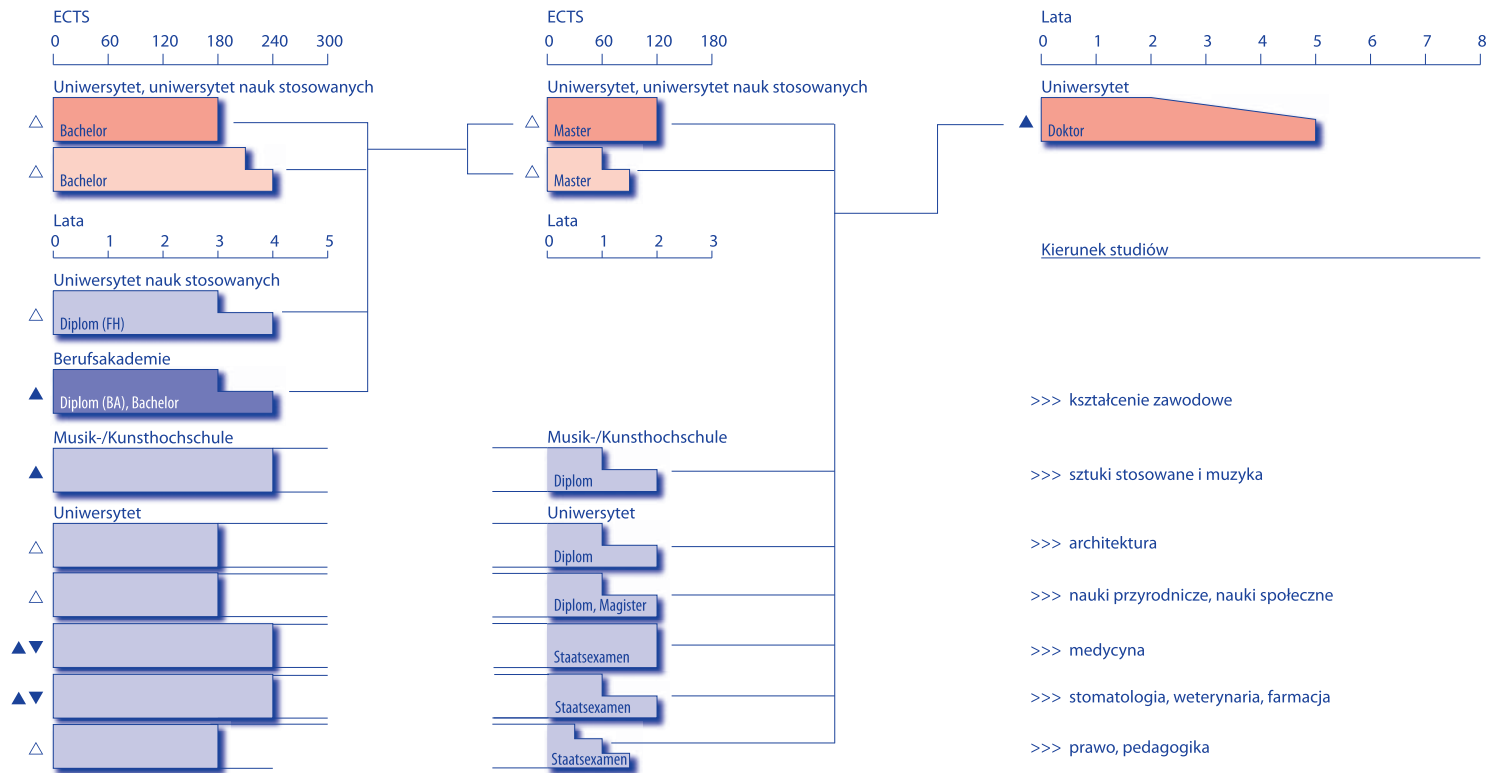 ECTS
0 60 120 180 240 300
Uniwersytet, uniwersytet nauk stosowanych
Bachelor
Bachelor
Lata
0 1 2 3 4 5
Uniwersytet nauk stosowanych
Diplom (FH)
Berufsakademie
Diplom (BA), Bachelor
Musik-/Kunsthochschule
Uniwersytet
ECTS
0 60 120 180
Uniwersytet, uniwersytet nauk stosowanych
Master
Master
Lata
0 1 2 3
Musik-/Kunsthochschule
Diplom
Uniwersytet
Diplom
Diplom, Magister
Staatsexamen
Staatsexamen
Staatsexamen
Lata
0 1 2 3 4 5 6 7 8
Uniwersytet
Doktor
Kierunek studiów
>>> kształcenie zawodowe
>>> sztuki stosowane i muzyka
>>> architektura
>>> nauki przyrodnicze, nauki społeczne
>>> medycyna
>>> stomatologia, weterynaria, farmacja
>>> prawo, pedagogika